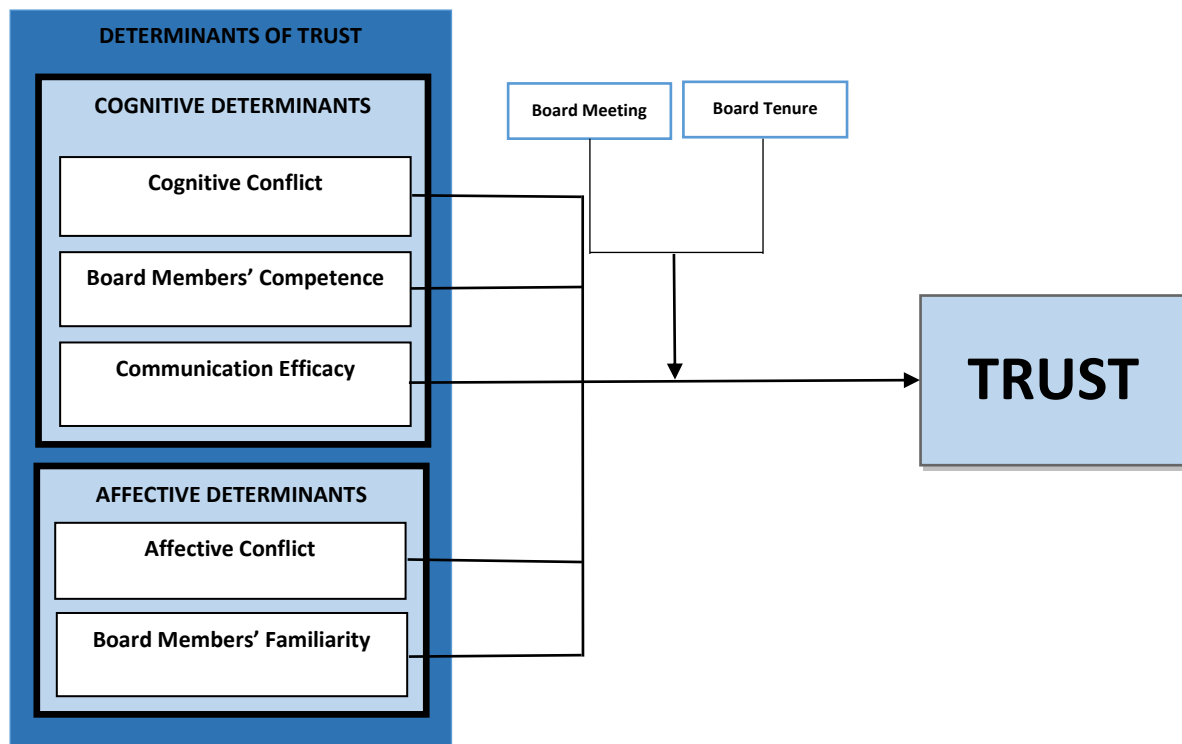 DETERMINANTS OF TRUST
COGNITIVE DETERMINANTS
Cognitive Conflict
Board Members’ Competence
Communication Efficacy
AFFECTIVE DETERMINANTS
Affective Conflict
Board Members’ Familiarity
Board Meeting
Board Tenure
TRUST